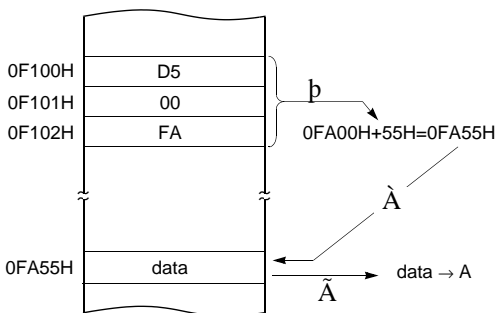 0F100H D5
0F101H 00
0F102H FA
þ
0FA00H+55H=0FA55H
À
0FA55H data
Ã
data → A